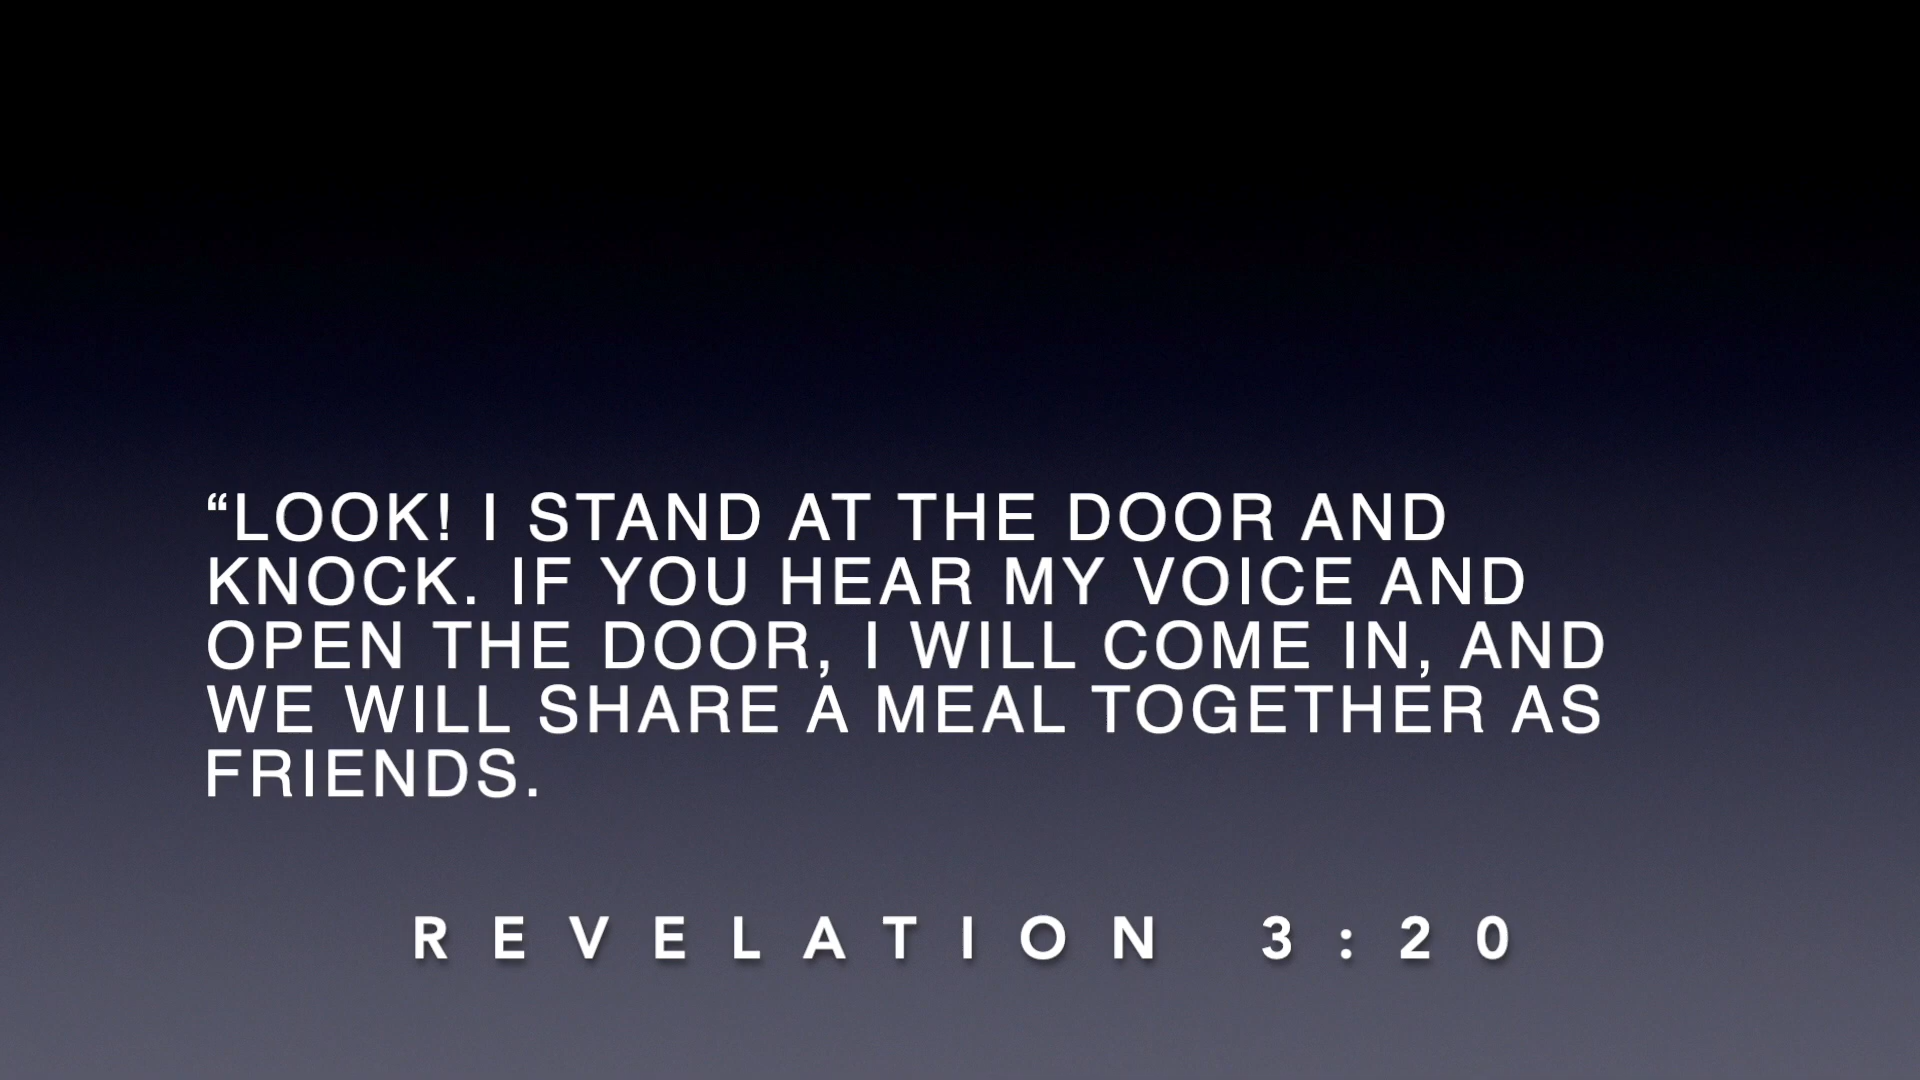 “LOOK! I STAND AT THE DOOR AND
KNOCK. IF YOU HEAR MY VOICE AND
OPEN THE DOOR, I WILL COME IN, AND
WE WILL SHARE A MEAL TOGETHER AS
FRIENDS.
REVELATION 3:20